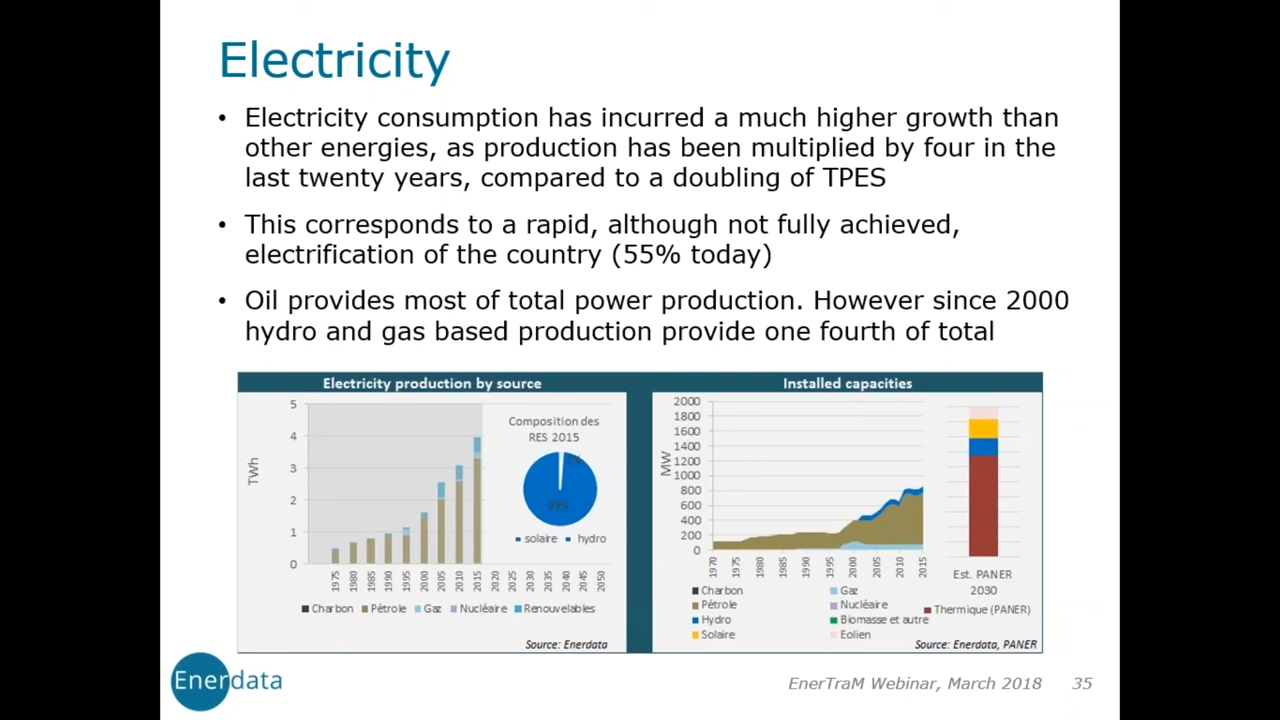 Electricity
• Electricity consumption has incurred a much higher growth than
other energies, as production has been multiplied by four in the
last twenty years, compared to a doubling of TPES
• This corresponds to a rapid, although not fully achieved,
electrification of the country (55% today)
• Oil provides most of total power production. However since 2000
hydro and gas based production provide one fourth of total
Electricity production by source
5
4
3
2
1
0
TWh
1975 1980 1985 1990 1995 2000 2005 2010 2015 2020 2025 2030 2035 2040 2045 2050
Composition des
RES 2015
99%
solaire hydro
Charbon Pétrole Gaz Nucléaire Renouvelables
Source: Enerdata
Installed capacities
2000
1800
1600
1400
1200
1000
800
600
400
200
0
MW
1970 1975 1980 1985 1990 1995 2000 2005 2010 2015
Est. PANER
2030
Charbon Gaz
Pétrole Nucléaire Thermique (PANER)
Hydro Biomasse et autre
Solaire Eolien
Source: Enerdata, PANER
Enerdata
EnerTraM Webinar, March 2018 35